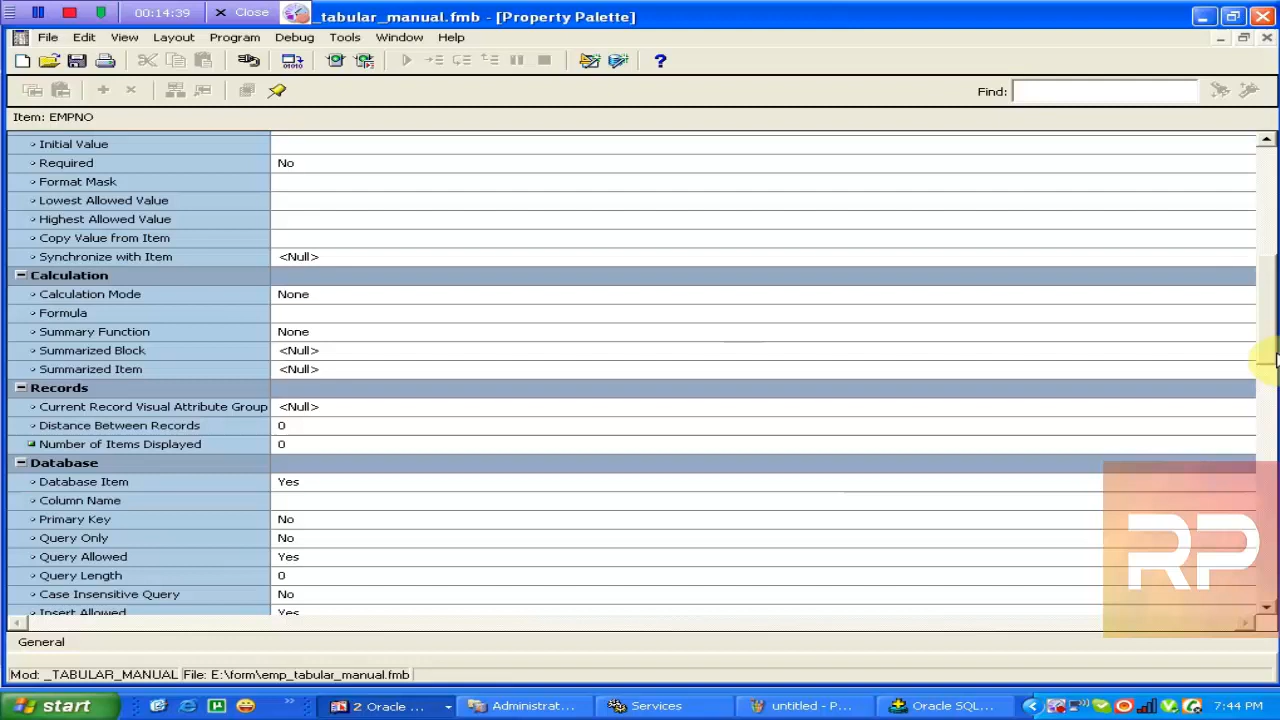 00:14:39 Close _tabular_manual.fmb - [Property Palette]
File Edit View Layout Program Debug Tools Window Help
Find:
Item: EMPNO
Initial Value
Required No
Format Mask
Lowest Allowed Value
Highest Allowed Value
Copy Value from Item
Synchronize with Item <Null>
Calculation
Calculation Mode None
Formula
Summary Function None
Summarized Block <Null>
Summarized Item <Null>
Records
Current Record Visual Attribute Group <Null>
Distance Between Records 0
Number of Items Displayed 0
Database
Database Item Yes
Column Name
Primary Key No
Query Only No
Query Allowed Yes
Query Length 0
Case Insensitive Query No
Insert Allowed Yes
RP
General
Mod: _TABULAR_MANUAL File: E:\form\emp_tabular_manual.fmb
start 2 Oracle ... Administrat... Services untitled - P... Oracle SQL... 7:44 PM